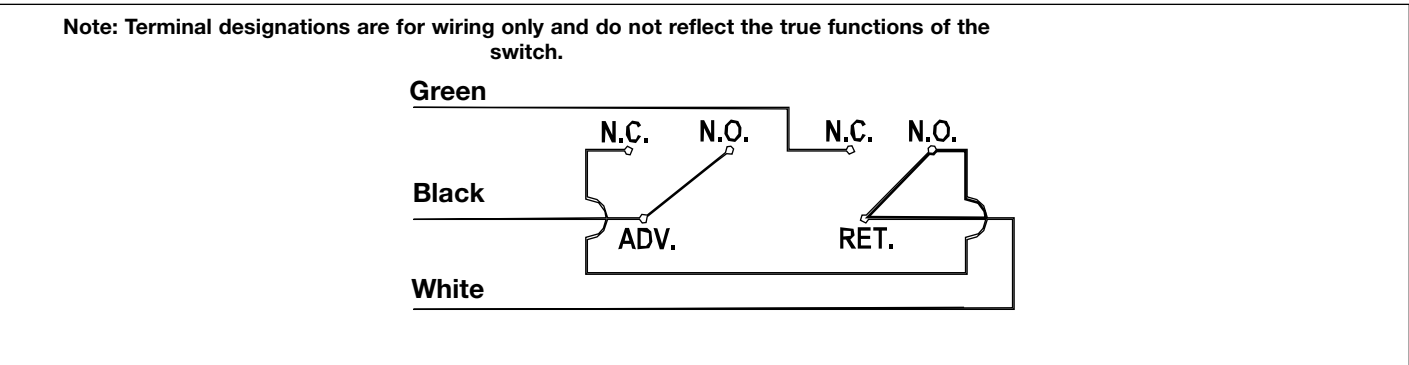 Note: Terminal designations are for wiring only and do not reflect the true functions of the
switch.
Green
N.C. N.O. N.C. N.O.
Black
ADV. RET.
White